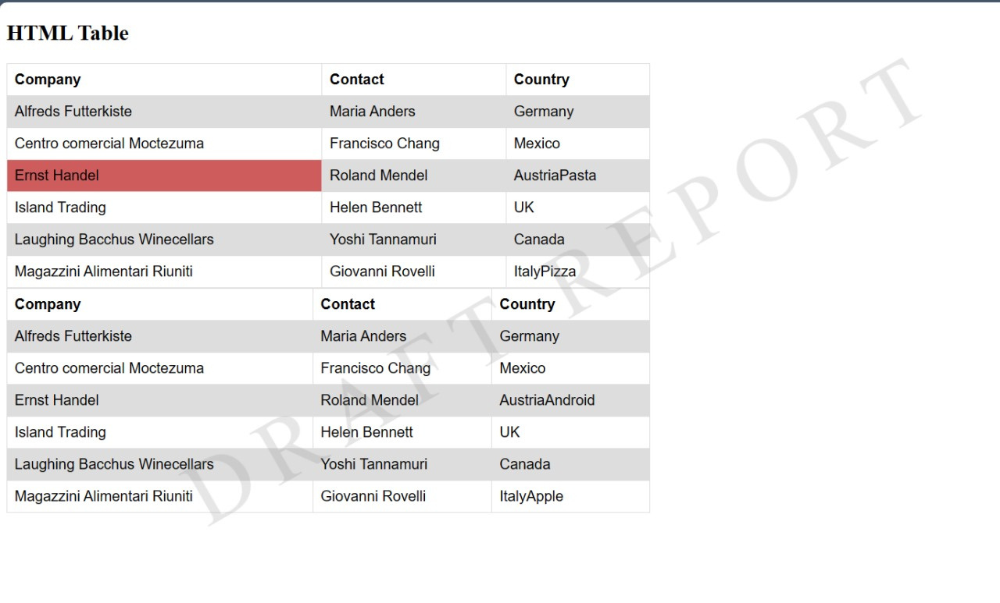 HTML Table
Company Contact Country
Alfreds Futterkiste Maria Anders Germany
Centro comercial Moctezuma Francisco Chang Mexico
Ernst Handel Roland Mendel AustriaPasta
Island Trading Helen Bennett UK
Laughing Bacchus Winecellars Yoshi Tannamuri Canada
Magazzini Alimentari Riuniti Giovanni Rovelli ItalyPizza
Company Contact Country
Alfreds Futterkiste Maria Anders Germany
Centro comercial Moctezuma Francisco Chang Mexico
Ernst Handel Roland Mendel AustriaAndroid
Island Trading Helen Bennett UK
Laughing Bacchus Winecellars Yoshi Tannamuri Canada
Magazzini Alimentari Riuniti Giovanni Rovelli ItalyApple
DRAFT REPORT